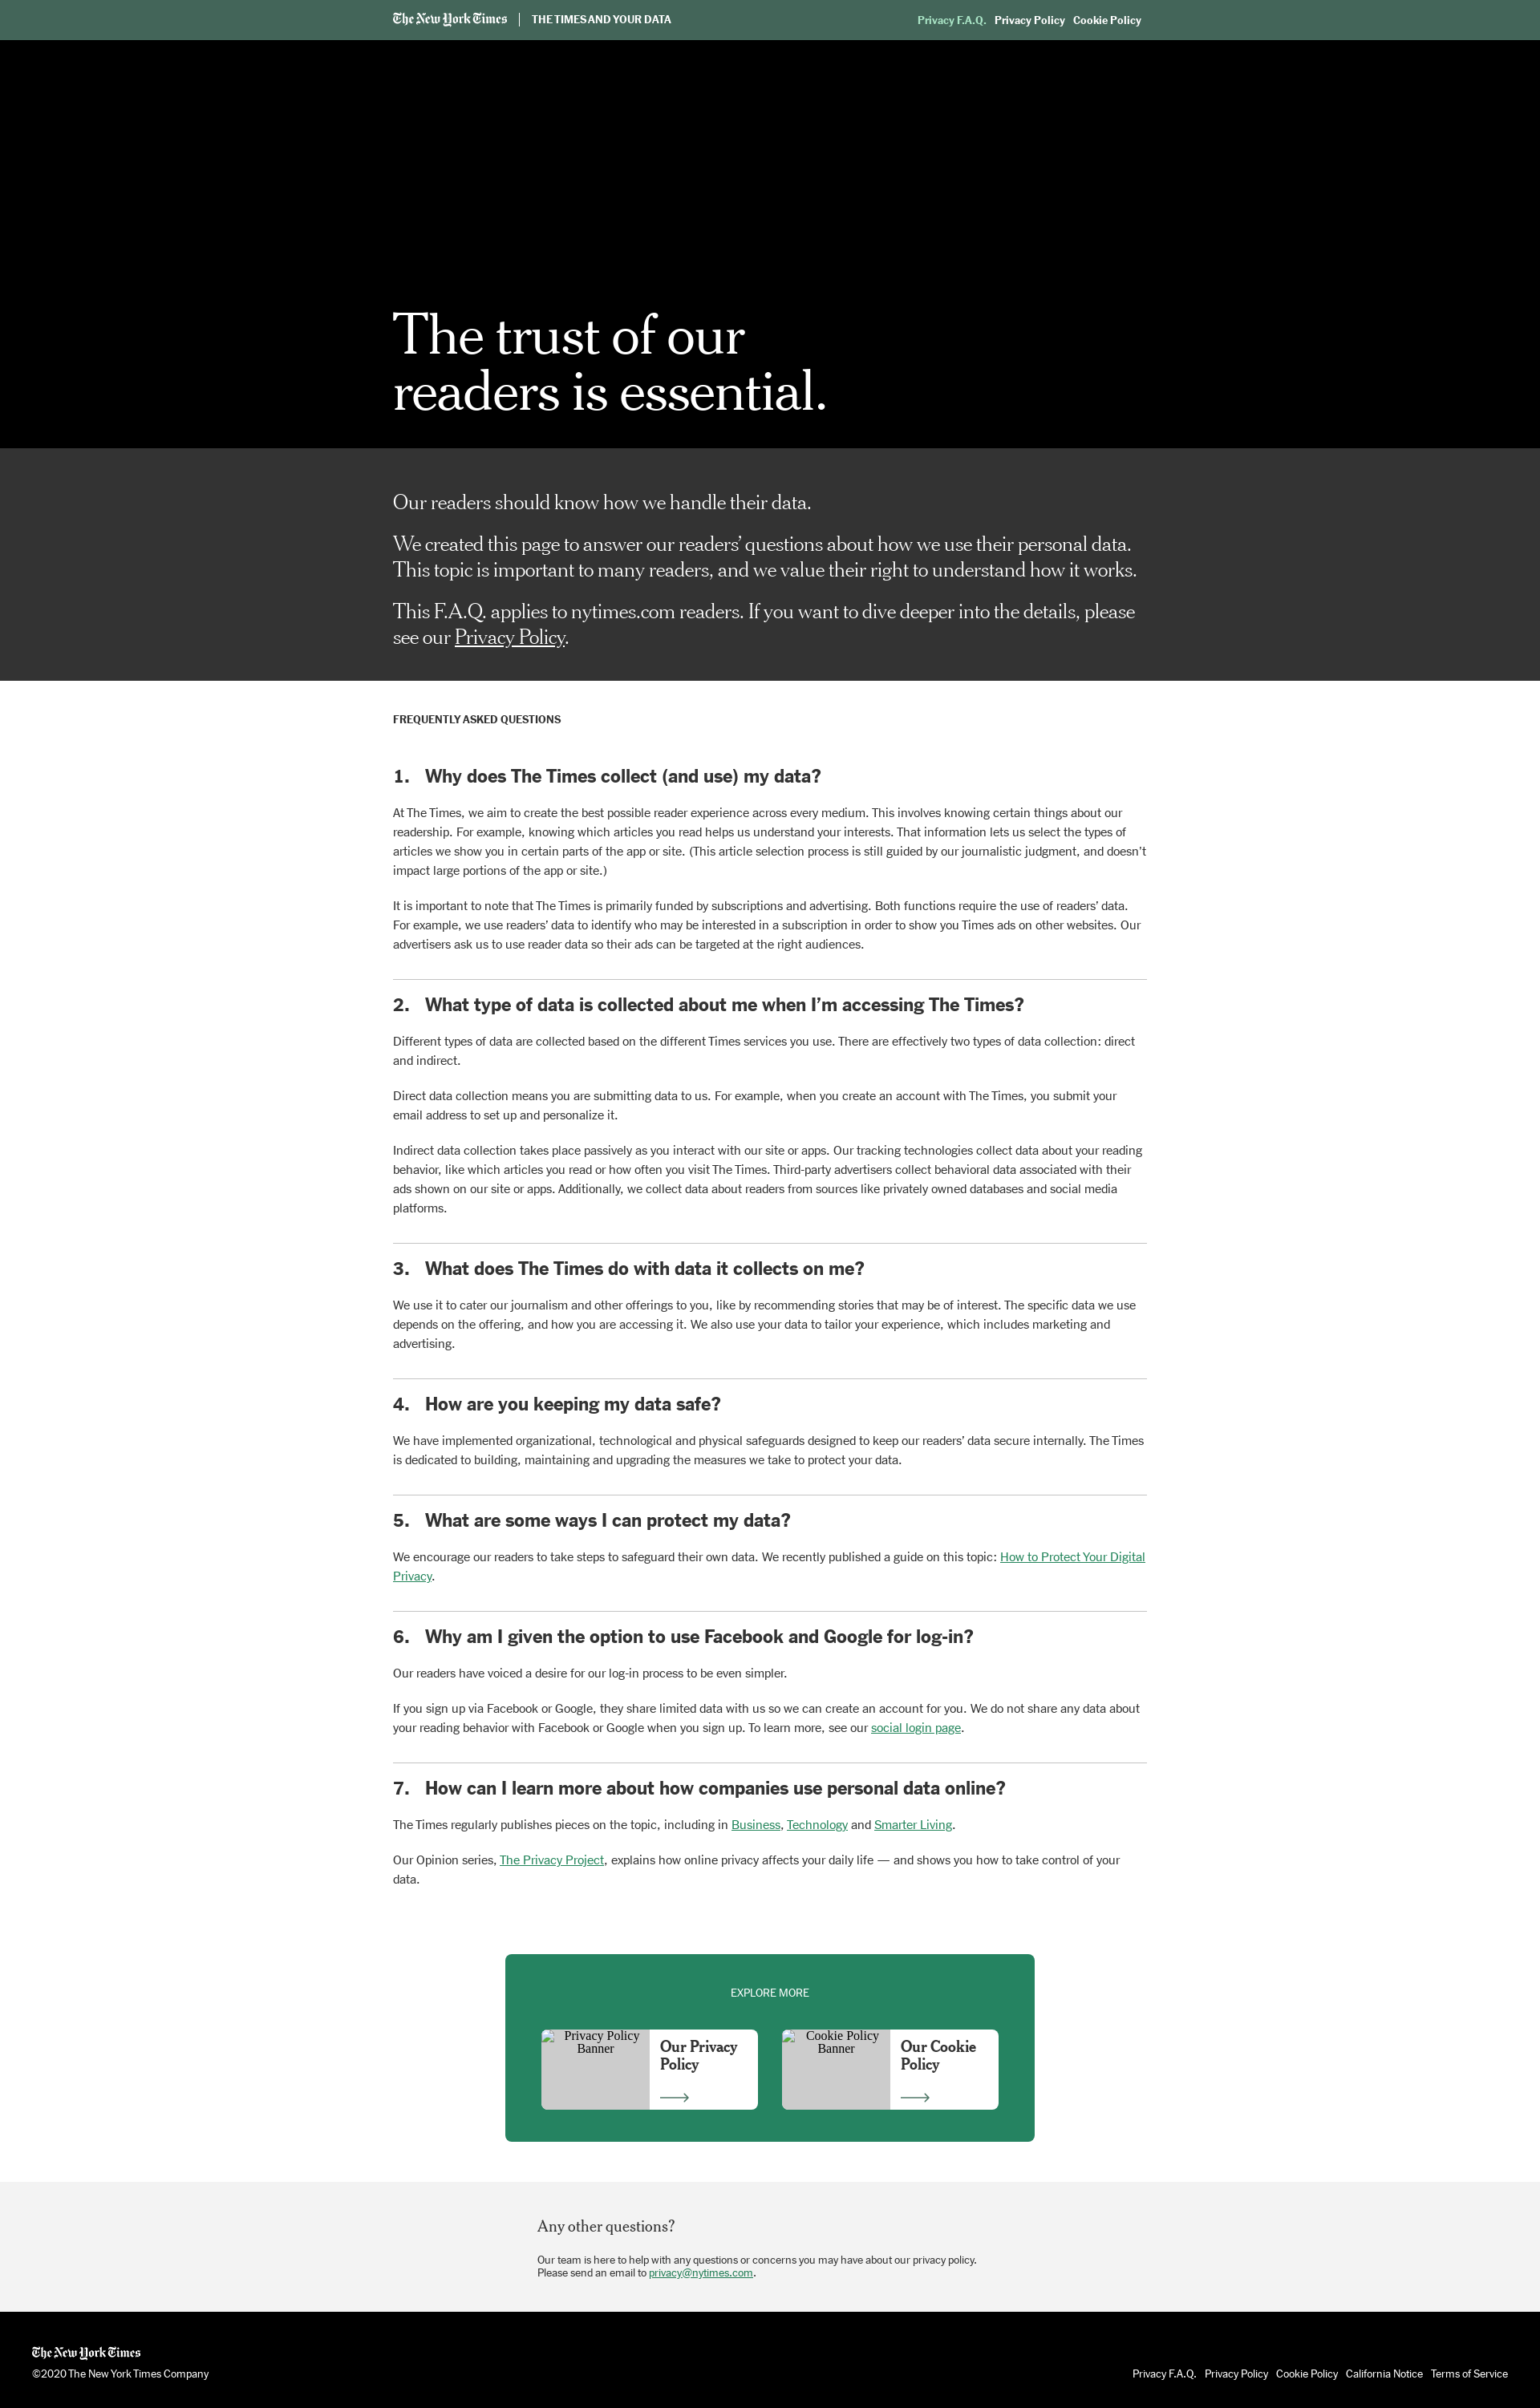 The New York Times
THE TIMES AND YOUR DATA
Privacy F.A.Q. Privacy Policy Cookie Policy
The trust of our
readers is essential.
Our readers should know how we handle their data.
We created this page to answer our readers’ questions about how we use their personal data.
This topic is important to many readers, and we value their right to understand how it works.
This F.A.Q. applies to nytimes.com readers. If you want to dive deeper into the details, please
see our Privacy Policy.
FREQUENTLY ASKED QUESTIONS
1. Why does The Times collect (and use) my data?
At The Times, we aim to create the best possible reader experience across every medium. This involves knowing certain things about our
readership. For example, knowing which articles you read helps us understand your interests. That information lets us select the types of
articles we show you in certain parts of the app or site. (This article selection process is still guided by our journalistic judgment, and doesn’t
impact large portions of the app or site.)
It is important to note that The Times is primarily funded by subscriptions and advertising. Both functions require the use of readers’ data.
For example, we use readers’ data to identify who may be interested in a subscription in order to show you Times ads on other websites. Our
advertisers ask us to use reader data so their ads can be targeted at the right audiences.
2. What type of data is collected about me when I’m accessing The Times?
Different types of data are collected based on the different Times services you use. There are effectively two types of data collection: direct
and indirect.
Direct data collection means you are submitting data to us. For example, when you create an account with The Times, you submit your
email address to set up and personalize it.
Indirect data collection takes place passively as you interact with our site or apps. Our tracking technologies collect data about your reading
behavior, like which articles you read or how often you visit The Times. Third-party advertisers collect behavioral data associated with their
ads shown on our site or apps. Additionally, we collect data about readers from sources like privately owned databases and social media
platforms.
3. What does The Times do with data it collects on me?
We use it to cater our journalism and other offerings to you, like by recommending stories that may be of interest. The specific data we use
depends on the offering, and how you are accessing it. We also use your data to tailor your experience, which includes marketing and
advertising.
4. How are you keeping my data safe?
We have implemented organizational, technological and physical safeguards designed to keep our readers’ data secure internally. The Times
is dedicated to building, maintaining and upgrading the measures we take to protect your data.
5. What are some ways I can protect my data?
We encourage our readers to take steps to safeguard their own data. We recently published a guide on this topic: How to Protect Your Digital
Privacy.
6. Why am I given the option to use Facebook and Google for log-in?
Our readers have voiced a desire for our log-in process to be even simpler.
If you sign up via Facebook or Google, they share limited data with us so we can create an account for you. We do not share any data about
your reading behavior with Facebook or Google when you sign up. To learn more, see our social login page.
7. How can I learn more about how companies use personal data online?
The Times regularly publishes pieces on the topic, including in Business, Technology and Smarter Living.
Our Opinion series, The Privacy Project, explains how online privacy affects your daily life — and shows you how to take control of your
data.
EXPLORE MORE
Privacy Policy
Banner
Our Privacy
Policy
Cookie Policy
Banner
Our Cookie
Policy
Any other questions?
Our team is here to help with any questions or concerns you may have about our privacy policy.
Please send an email to privacy@nytimes.com.
The New York Times
©2020 The New York Times Company
Privacy F.A.Q. Privacy Policy Cookie Policy California Notice Terms of Service